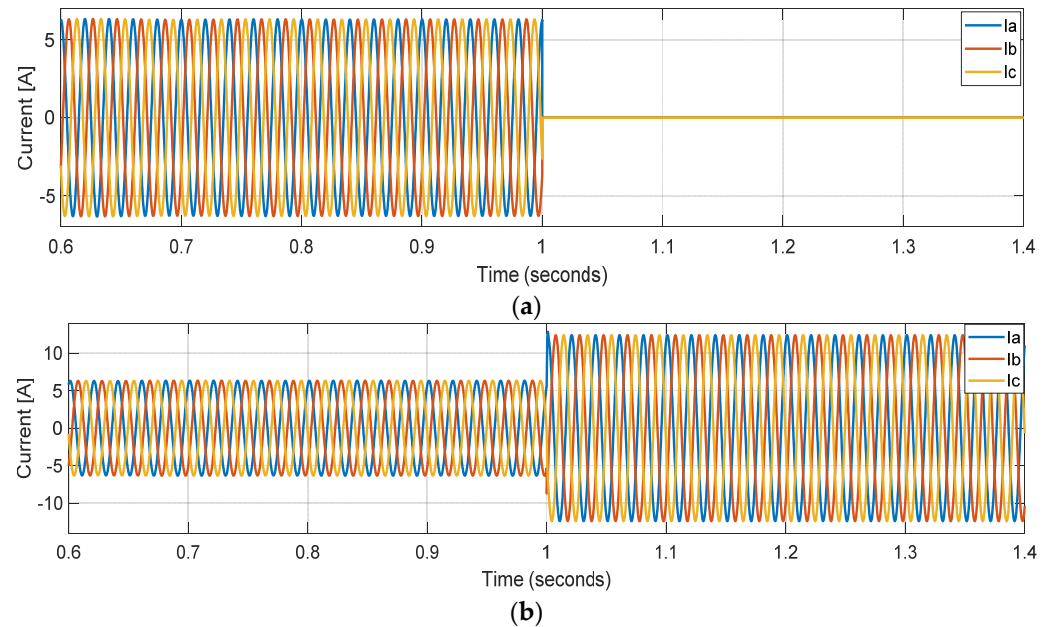 Current [A]
5
0
-5
Ia
Ib
Ic
0.6 0.7 0.8 0.9 1 1.1 1.2 1.3 1.4
Time (seconds)
(a)
Current [A]
10
5
0
-5
-10
Ia
Ib
Ic
0.6 0.7 0.8 0.9 1 1.1 1.2 1.3 1.4
Time (seconds)
(b)